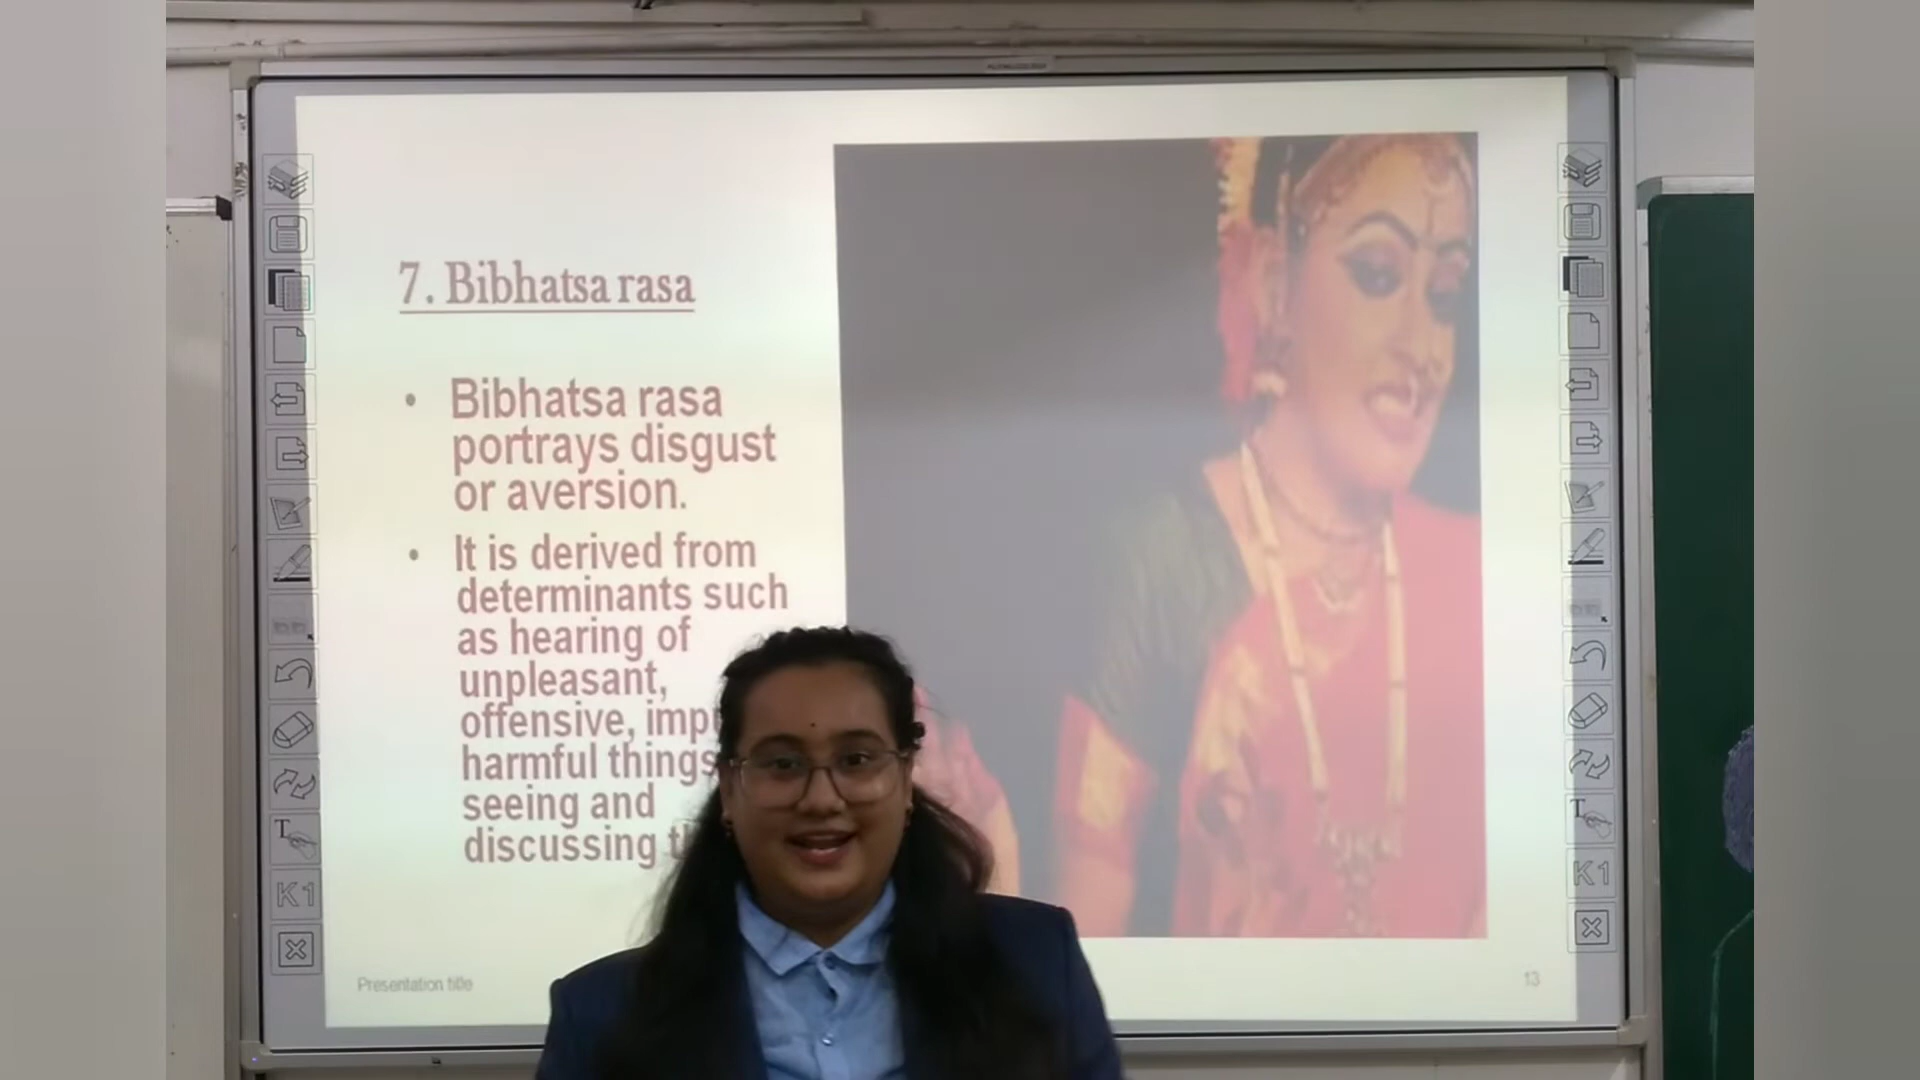 7. Bibhatsa rasa
• Bibhatsa rasa
portrays disgust
or aversion.
• It is derived from
determinants such
as hearing of
unpleasant,
offensive,
harmful things
seeing and
discussing
Presentation title
13
T
K1
T
K1